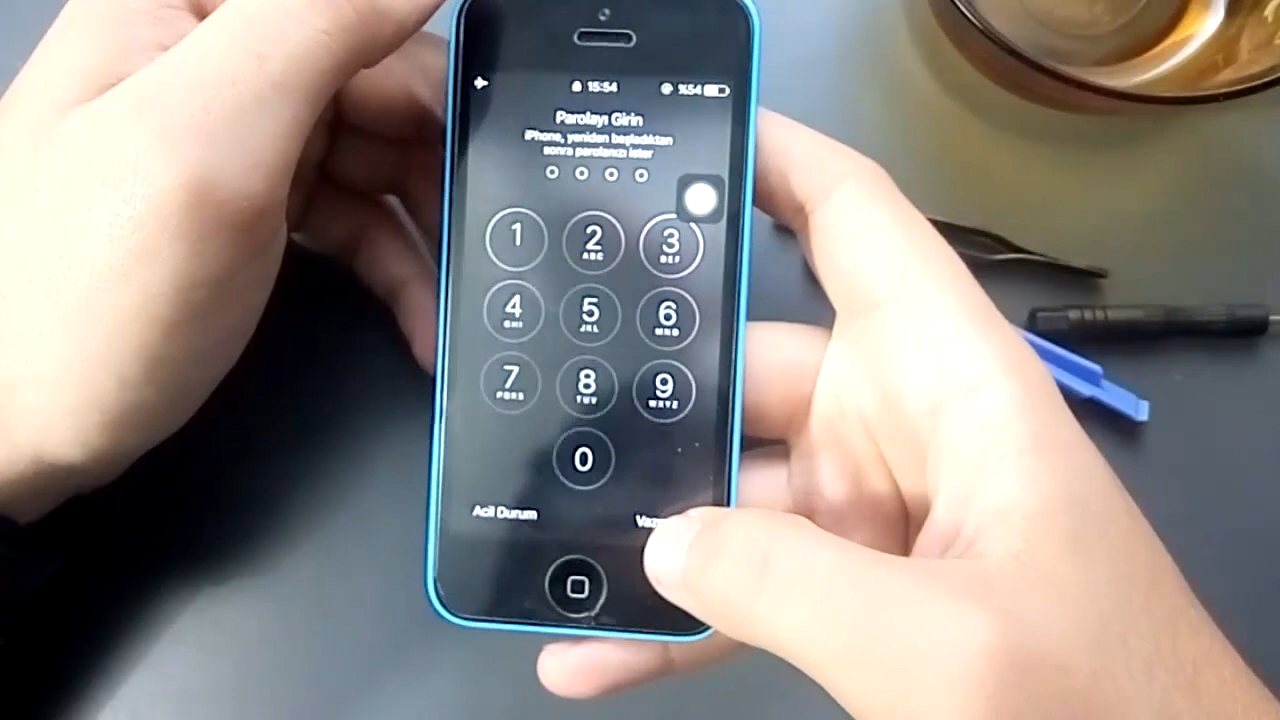 15:54 %54
Parolayı Girin
iPhone, yeniden başladıktan
sonra parolanızı ister
1 2 3
ABC DEF
4 5 6
GHI JKL MNO
7 8 9
PQRS TUV WXYZ
0
Acil Durum